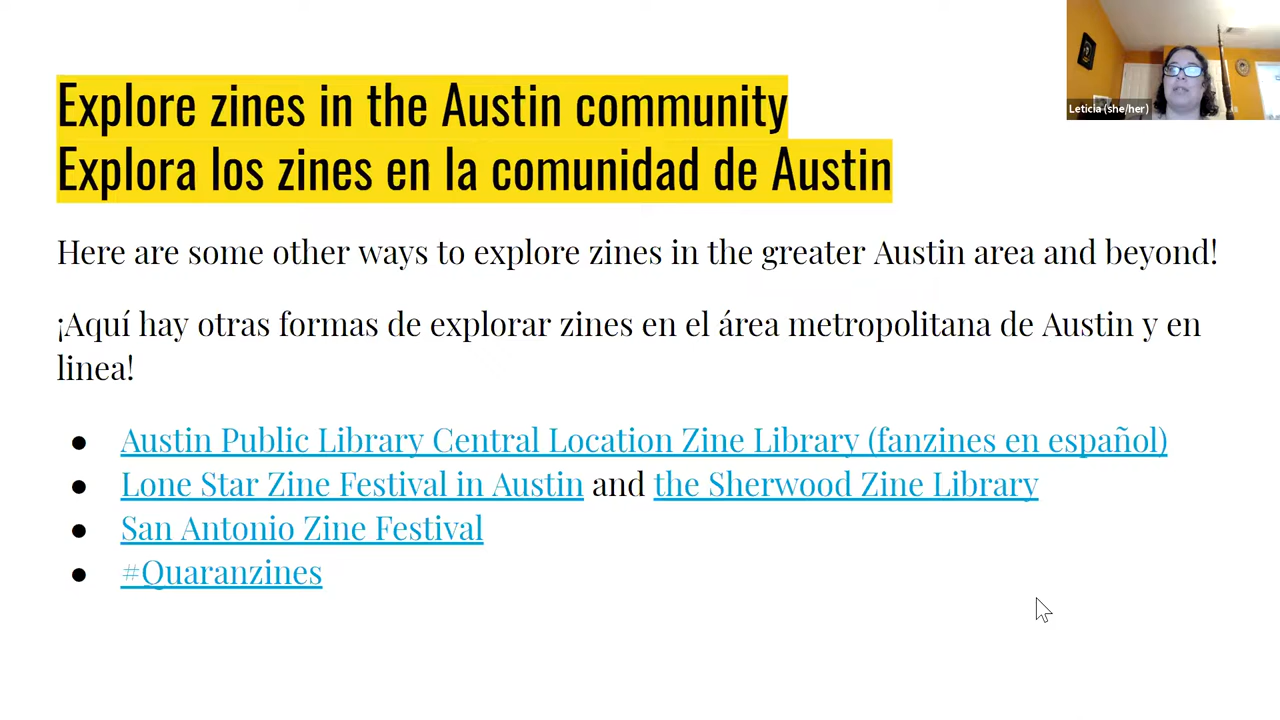 Explore zines in the Austin community
Explora los zines en la comunidad de Austin
Leticia (she/her)
Here are some other ways to explore zines in the greater Austin area and beyond!
¡Aquí hay otras formas de explorar zines en el área metropolitana de Austin y en
linea!
● Austin Public Library Central Location Zine Library (fanzines en español)
● Lone Star Zine Festival in Austin and the Sherwood Zine Library
● San Antonio Zine Festival
● #Quaranzines